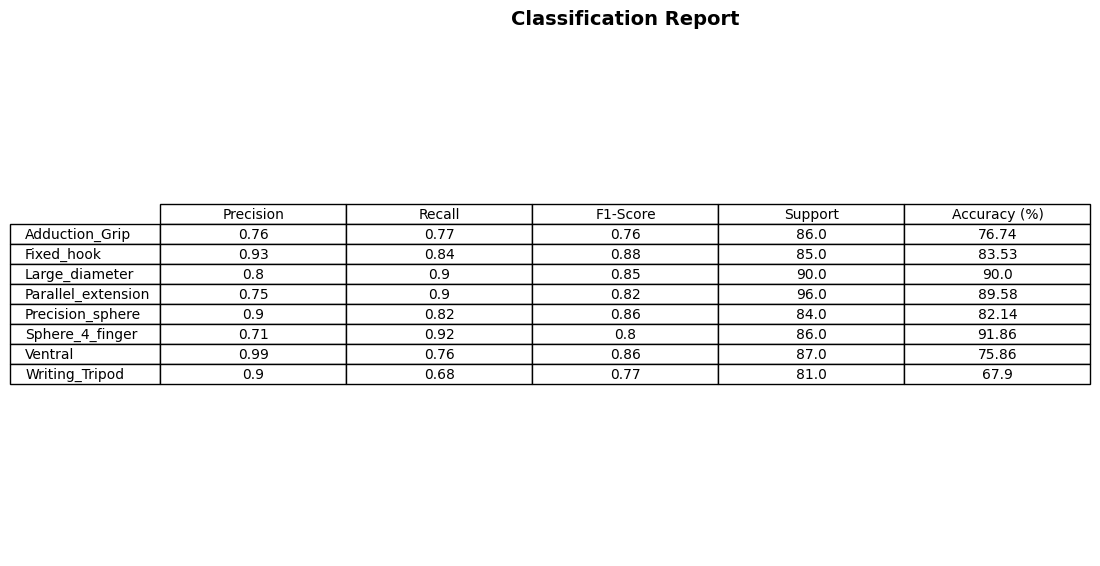 Classification Report
Precision Recall F1-Score Support Accuracy (%)
Adduction_Grip 0.76 0.77 0.76 86.0 76.74
Fixed_hook 0.93 0.84 0.88 85.0 83.53
Large_diameter 0.8 0.9 0.85 90.0 90.0
Parallel_extension 0.75 0.9 0.82 96.0 89.58
Precision_sphere 0.9 0.82 0.86 84.0 82.14
Sphere_4_finger 0.71 0.92 0.8 86.0 91.86
Ventral 0.99 0.76 0.86 87.0 75.86
Writing_Tripod 0.9 0.68 0.77 81.0 67.9